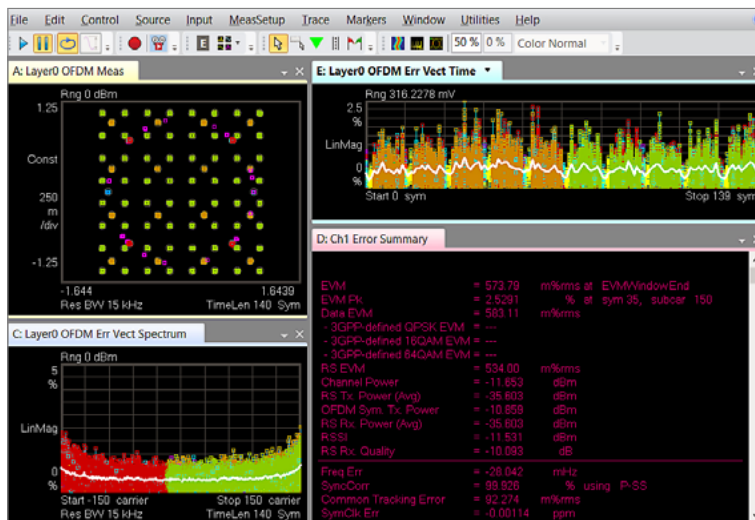 File Edit Control Source Input MeasSetup Trace Markers Window Utilities Help
50 % 0 % Color Normal
A: Layer0 OFDM Meas
Rng 0 dBm
1.25
Const
250
m
/div
-1.25
-1.644 1.6439
Res BW 15 kHz TimeLen 140 Sym
C: Layer0 OFDM Err Vect Spectrum
Rng 0 dBm
5
%
LinMag
0
%
Start -150 carrier Stop 150 carrier
Res BW 15 kHz TimeLen 140 Sym
E: Layer0 OFDM Err Vect Time
Rng 316.2278 mV
2.5
%
LinMag
0
%
Start 0 sym Stop 139 sym
D: Ch1 Error Summary
EVM = 573.79 m%rms at EVMWindowEnd
EVM Pk = 2.5291 % at sym 35, subcar 150
Data EVM = 583.11 m%rms
- 3GPP-defined QPSK EVM = ---
- 3GPP-defined 16QAM EVM = ---
- 3GPP-defined 64QAM EVM = ---
RS EVM = 534.00 m%rms
Channel Power = -11.653 dBm
RS Tx. Power (Avg) = -35.603 dBm
OFDM Sym. Tx. Power = -10.859 dBm
RS Rx. Power (Avg) = -35.603 dBm
RSSI = -11.531 dBm
RS Rx. Quality = -10.093 dB
Freq Err = -28.042 mHz
SyncCorr = 99.926 % using P-SS
Common Tracking Error = 92.274 m%rms
SymClk Err = -0.00114 ppm